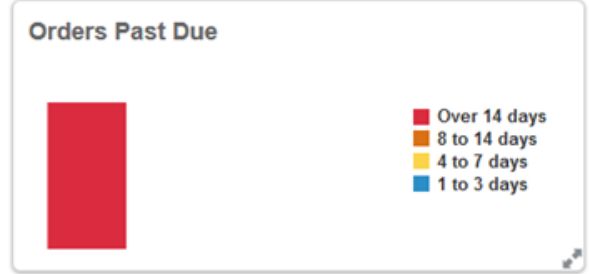 Orders Past Due
Over 14 days
8 to 14 days
4 to 7 days
1 to 3 days